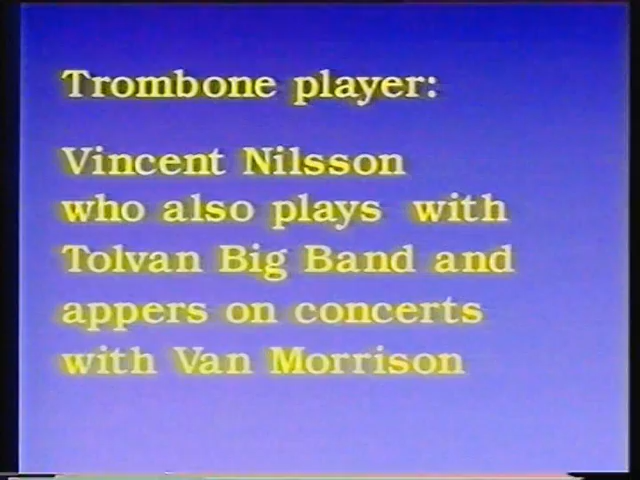 Trombone player:
Vincent Nilsson
who also plays with
Tolvan Big Band and
appers on concerts
with Van Morrison